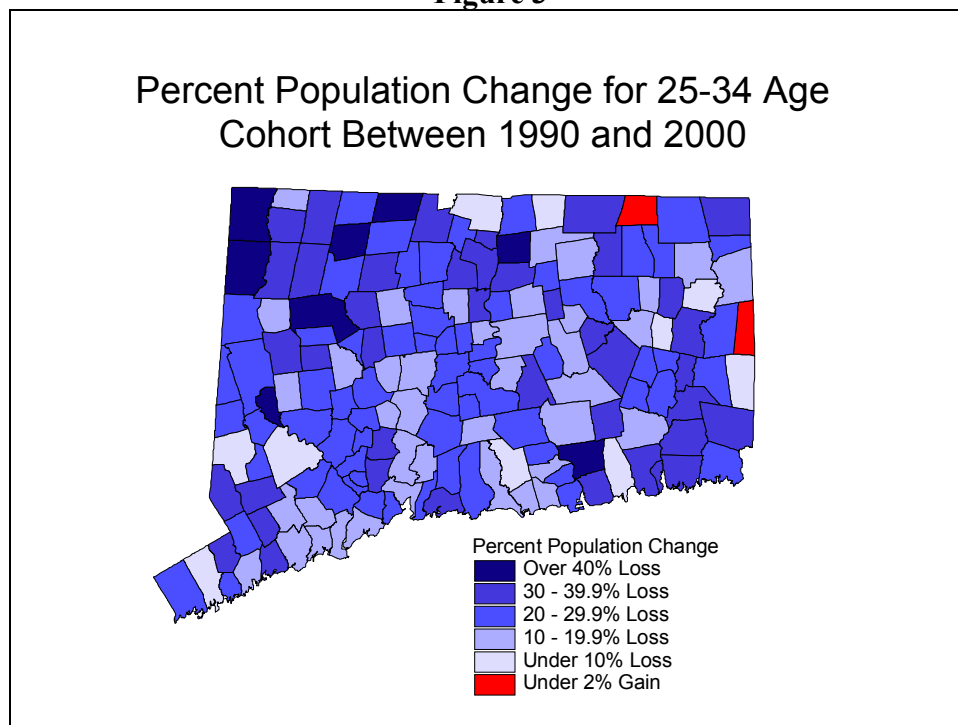 Percent Population Change for 25-34 Age
Cohort Between 1990 and 2000
Percent Population Change
Over 40% Loss
30 - 39.9% Loss
20 - 29.9% Loss
10 - 19.9% Loss
Under 10% Loss
Under 2% Gain